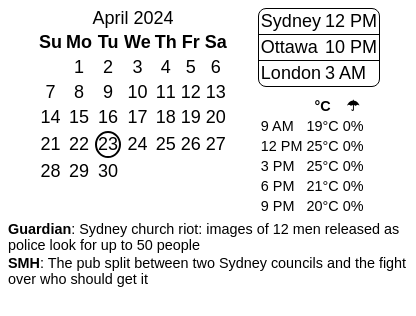 April 2024
Su Mo Tu We Th Fr Sa
1 2 3 4 5 6
7 8 9 10 11 12 13
14 15 16 17 18 19 20
21 22 23 24 25 26 27
28 29 30
Sydney 12 PM
Ottawa 10 PM
London 3 AM
°C ☂
9 AM 19°C 0%
12 PM 25°C 0%
3 PM 25°C 0%
6 PM 21°C 0%
9 PM 20°C 0%
Guardian: Sydney church riot: images of 12 men released as
police look for up to 50 people
SMH: The pub split between two Sydney councils and the fight
over who should get it